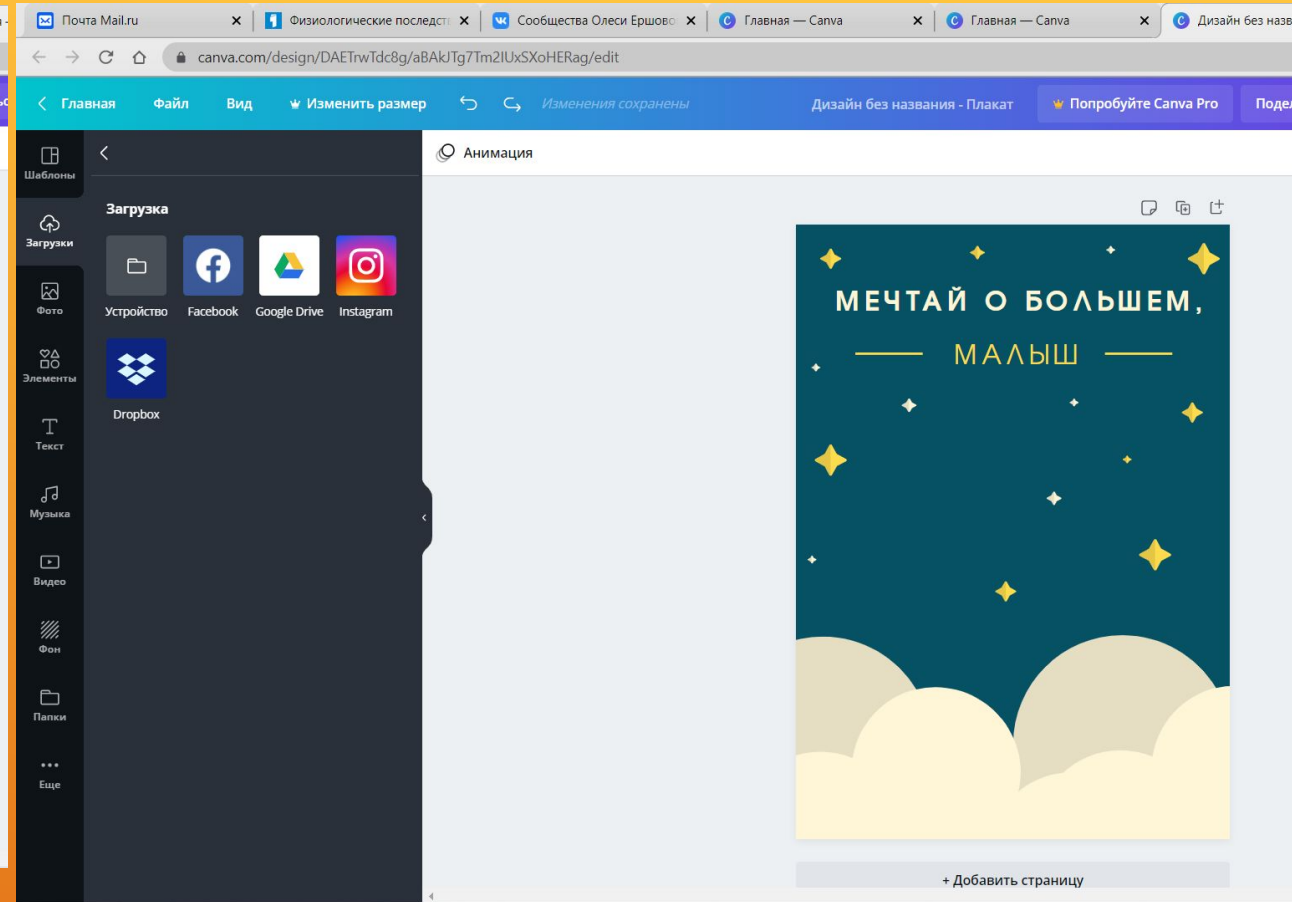 Почта Mail.ru
Физиологические последст
Сообщества Олеси Ершово
Главная — Canva
Главная — Canva
Дизайн без назв
canva.com/design/DAETrwTdc8g/aBAkJTg7Tm2IUxSXoHERag/edit
Главная Файл Вид Изменить размер Изменения сохранены Дизайн без названия - Плакат Попробуйте Canva Pro Подел
Шаблоны
Загрузки
Фото
Элементы
Текст
Музыка
Видео
Фон
Папки
Еще
Загрузка
Устройство Facebook Google Drive Instagram
Dropbox
Анимация
МЕЧТАЙ О БОЛЬШЕМ,
МАЛЫШ
+ Добавить страницу